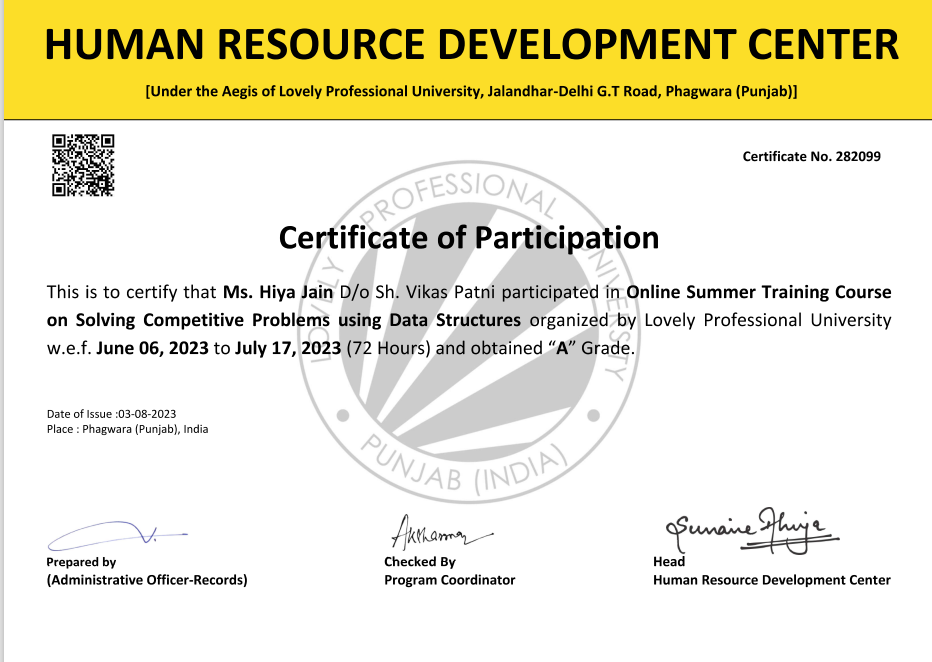 HUMAN RESOURCE DEVELOPMENT CENTER
[Under the Aegis of Lovely Professional University, Jalandhar-Delhi G.T Road, Phagwara (Punjab)]
Certificate No. 282099
LOVELY PROFESSIONAL UNIVERSITY
Certificate of Participation
This is to certify that Ms. Hiya Jain D/o Sh. Vikas Patni participated in Online Summer Training Course
on Solving Competitive Problems using Data Structures organized by Lovely Professional University
w.e.f. June 06, 2023 to July 17, 2023 (72 Hours) and obtained “A” Grade.
Date of Issue :03-08-2023
Place : Phagwara (Punjab), India
PUNJAB (INDIA)
Prepared by
(Administrative Officer-Records)
Checked By
Program Coordinator
Head
Human Resource Development Center